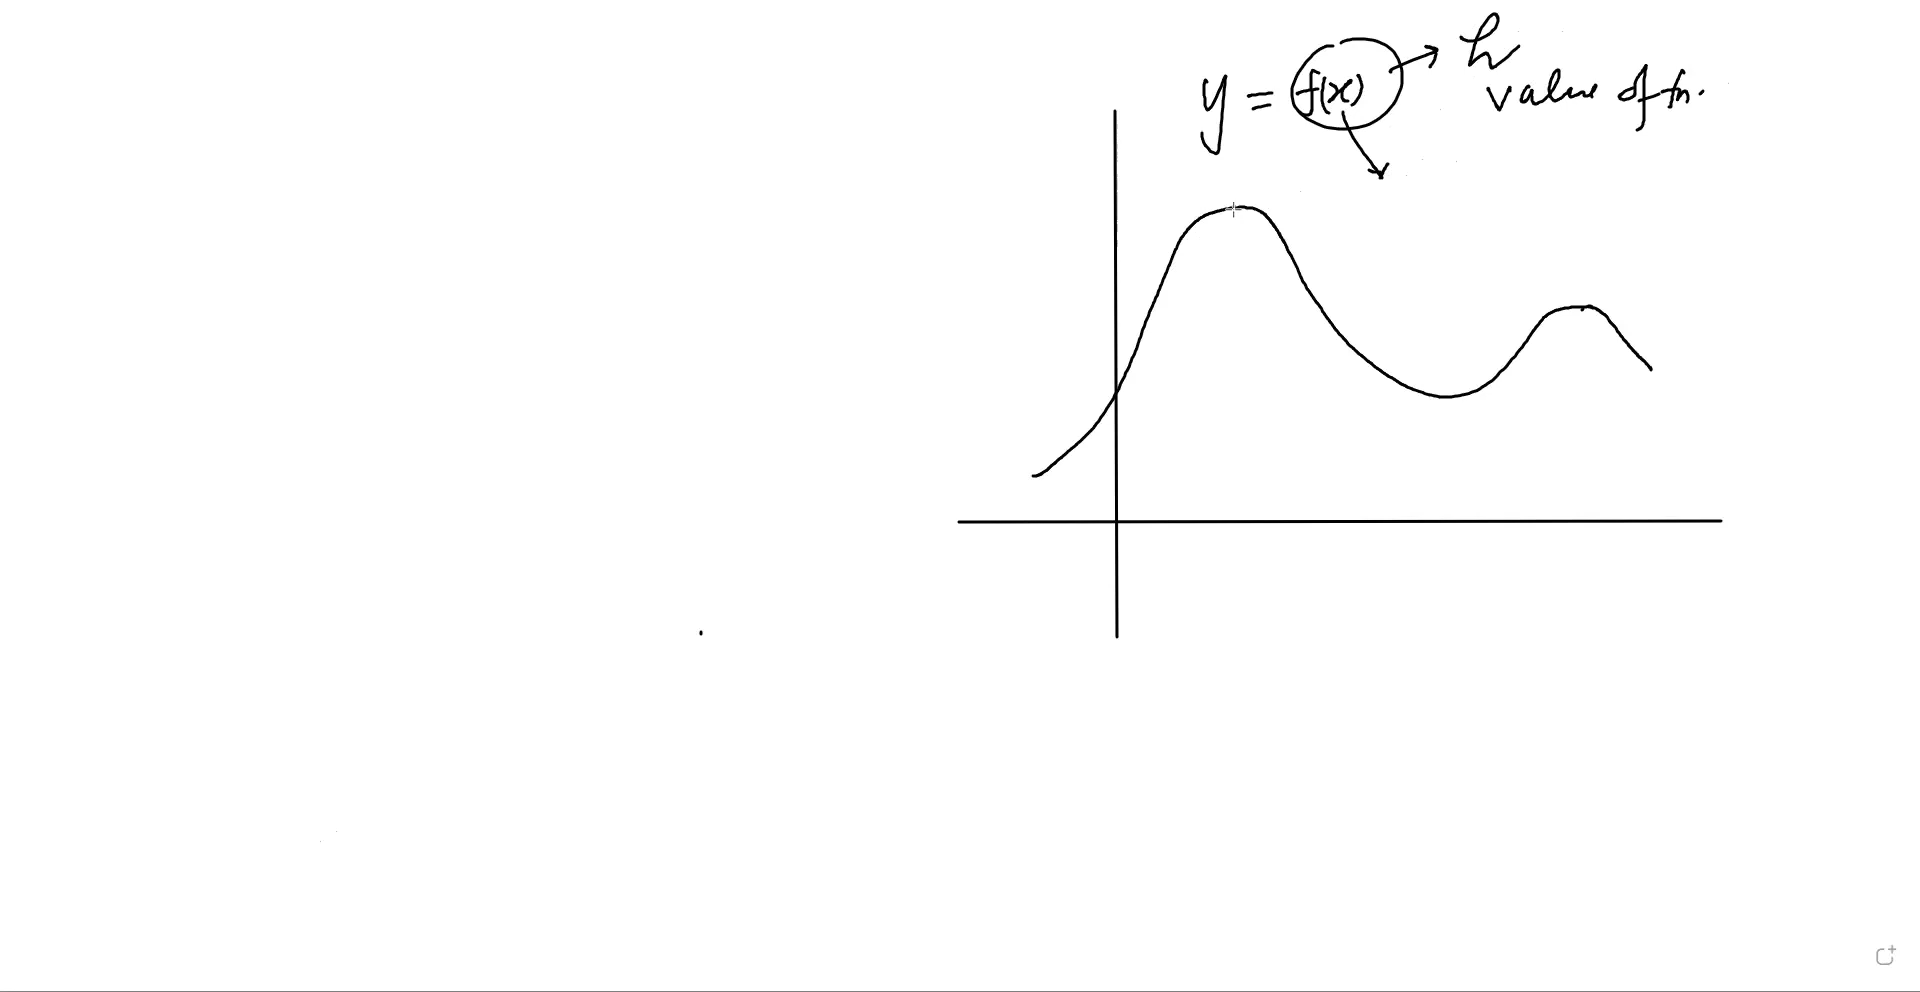 h
y = f(x)
value of fn.